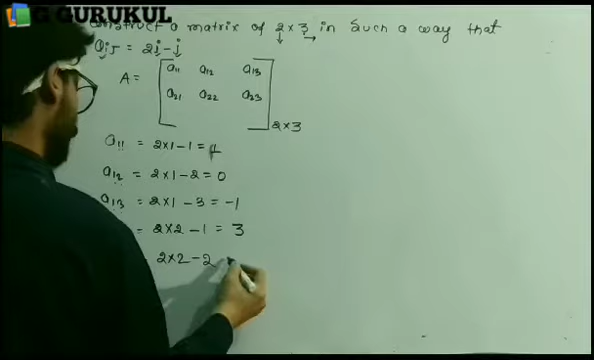 G GURUKUL
construct a matrix of 2×3 in such a way that
aij = 2i-j
A = [ a11 a12 a13
a21 a22 a23 ] 2×3
a11 = 2×1-1 = 1
a12 = 2×1-2 = 0
a13 = 2×1-3 = -1
= 2×2-1 = 3
2×2-2